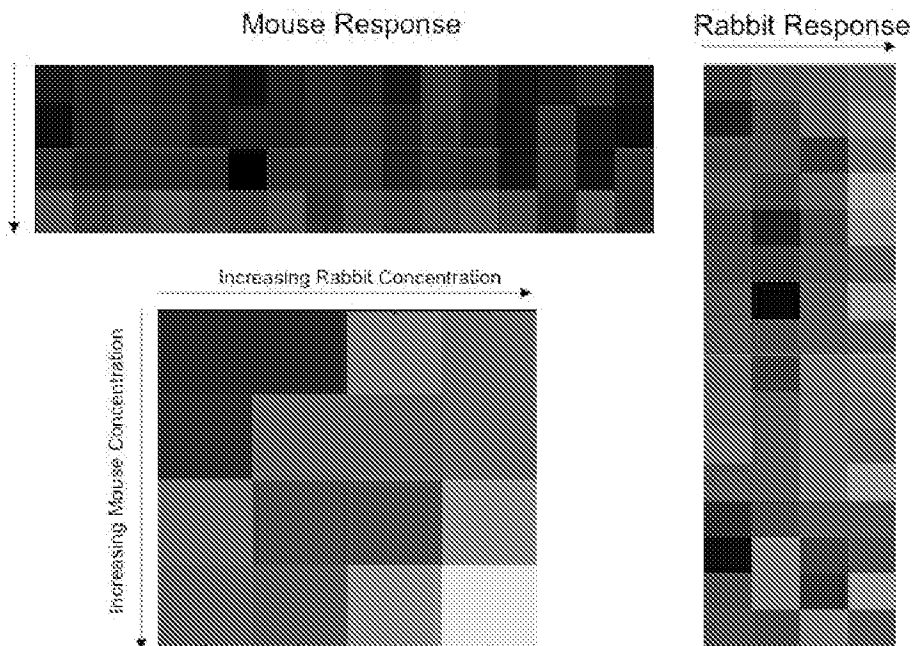 Mouse Response
Rabbit Response
Increasing Rabbit Concentration
Increasing Mouse Concentration